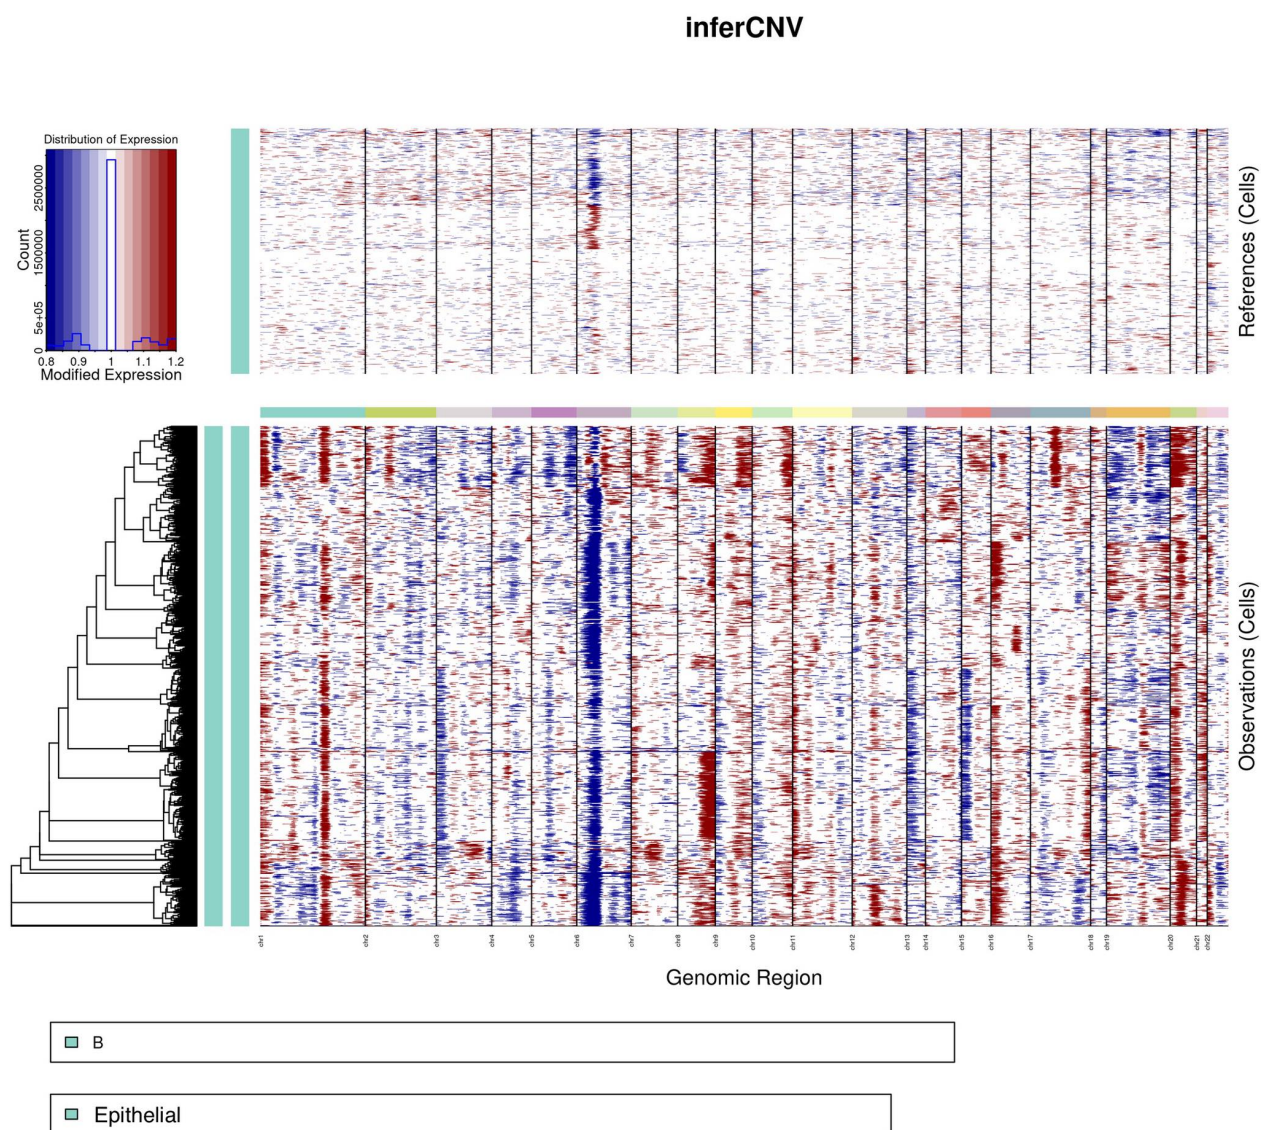 inferCNV
Distribution of Expression
Count
0 5e+05 1500000 2500000
0.8 0.9 1 1.1 1.2
Modified Expression
References (Cells)
Observations (Cells)
chr1 chr2 chr3 chr4 chr5 chr6 chr7 chr8 chr9 chr10 chr11 chr12 chr13 chr14 chr15 chr16 chr17 chr18 chr19 chr20 chr21 chr22
Genomic Region
B
Epithelial